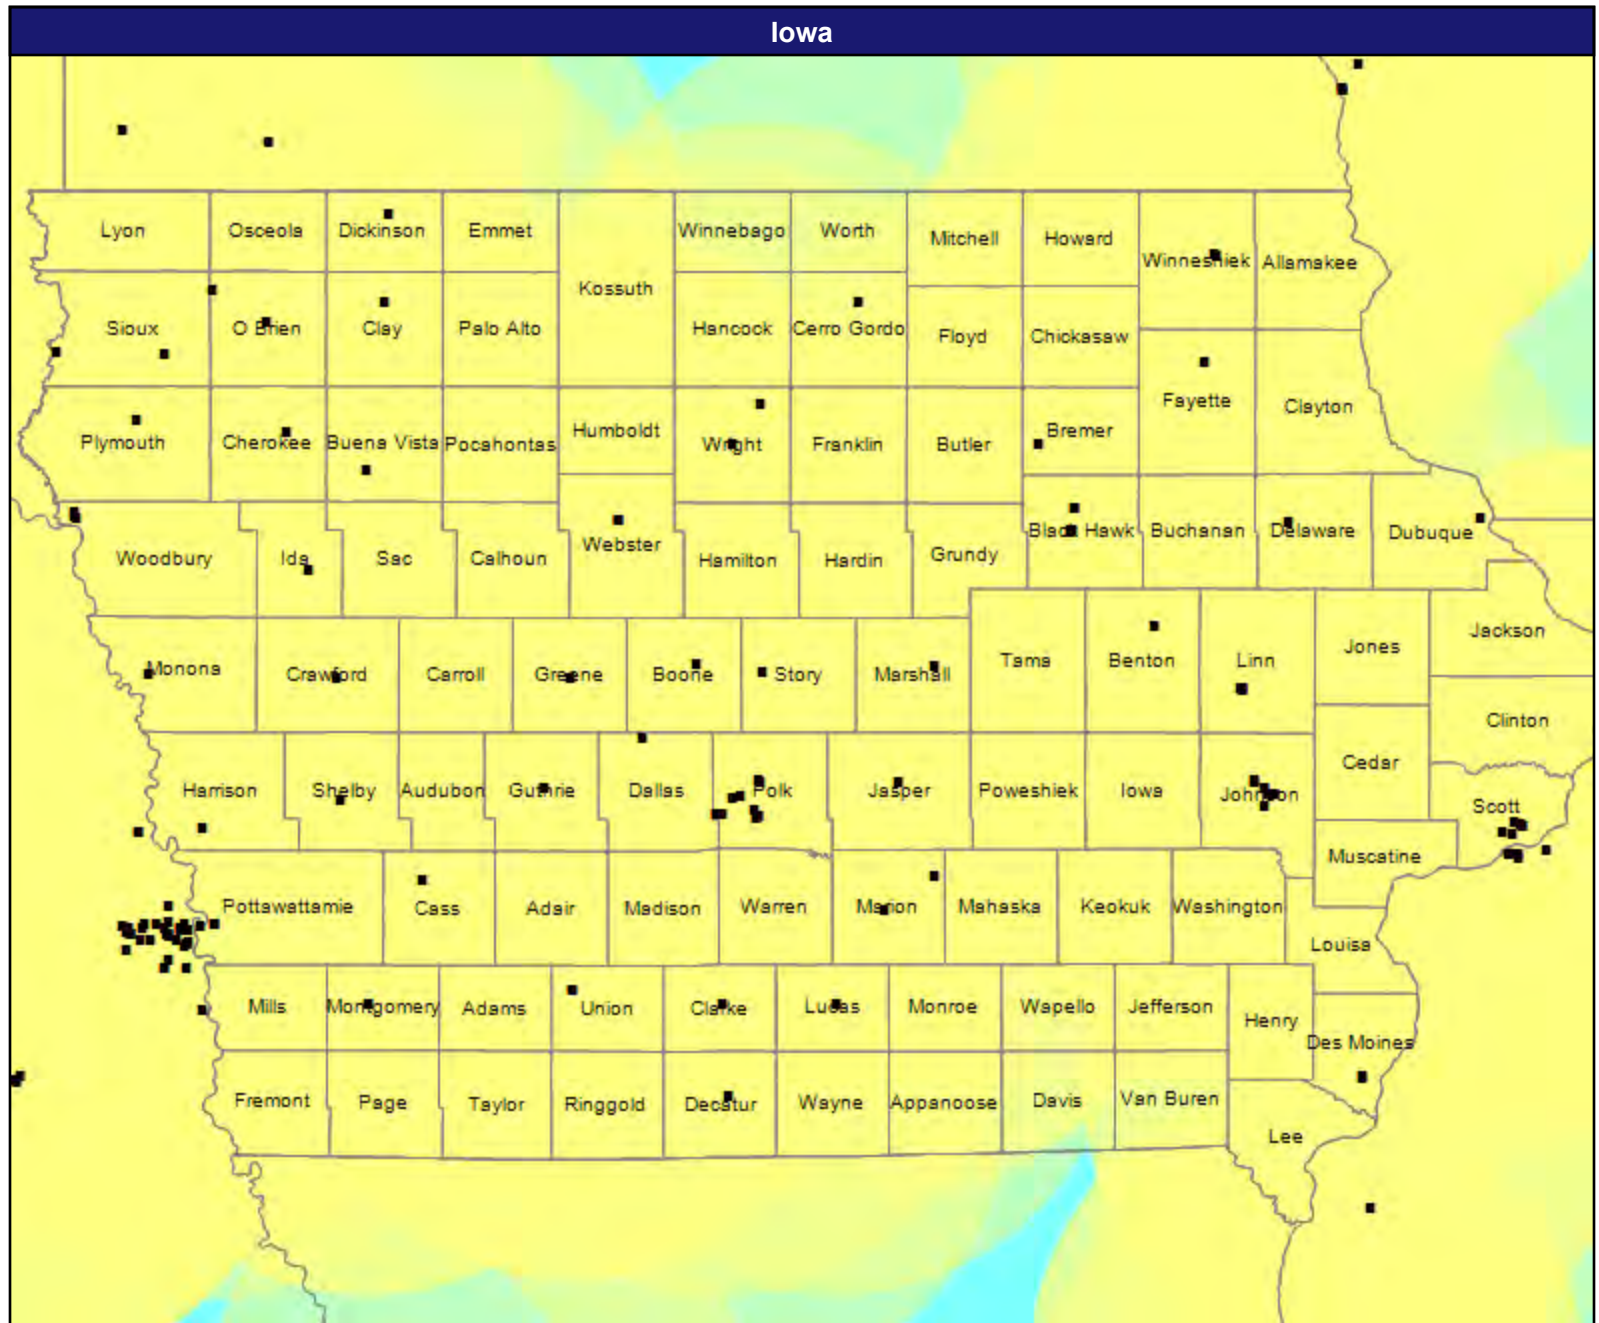 Iowa
Lyon
Osceola
Dickinson
Emmet
Kossuth
Winnebago
Worth
Mitchell
Howard
Winneshiek
Allamakee
Sioux
O Brien
Clay
Palo Alto
Hancock
Cerro Gordo
Floyd
Chickasaw
Fayette
Clayton
Plymouth
Cherokee
Buena Vista
Pocahontas
Humboldt
Wright
Franklin
Butler
Bremer
Woodbury
Ida
Sac
Calhoun
Webster
Hamilton
Hardin
Grundy
Black Hawk
Buchanan
Delaware
Dubuque
Monona
Crawford
Carroll
Greene
Boone
Story
Marshall
Tama
Benton
Linn
Jones
Jackson
Clinton
Harrison
Shelby
Audubon
Guthrie
Dallas
Polk
Jasper
Poweshiek
Iowa
Johnson
Cedar
Scott
Muscatine
Pottawattamie
Cass
Adair
Madison
Warren
Marion
Mahaska
Keokuk
Washington
Louisa
Mills
Montgomery
Adams
Union
Clarke
Lucas
Monroe
Wapello
Jefferson
Henry
Des Moines
Fremont
Page
Taylor
Ringgold
Decatur
Wayne
Appanoose
Davis
Van Buren
Lee